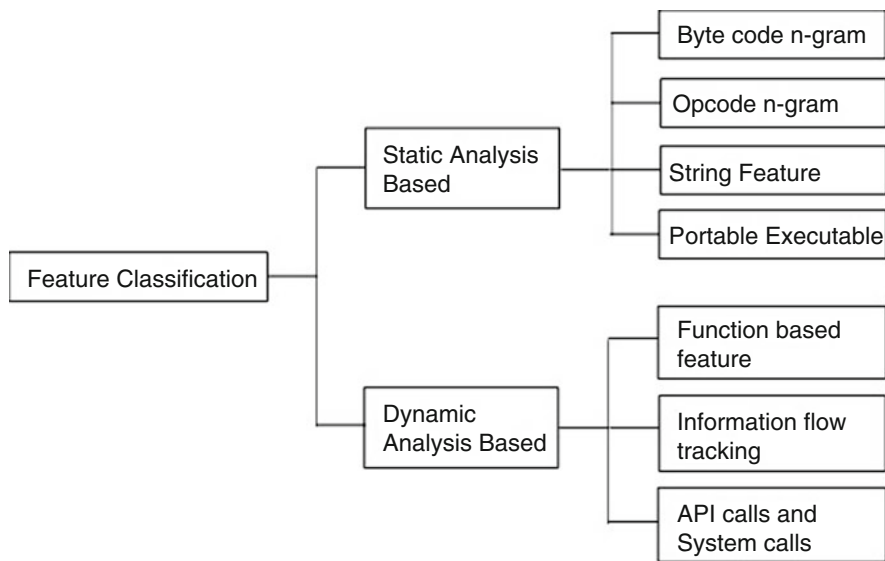 Feature Classification
Static Analysis
Based
Byte code n-gram
Opcode n-gram
String Feature
Portable Executable
Dynamic
Analysis Based
Function based
feature
Information flow
tracking
API calls and
System calls